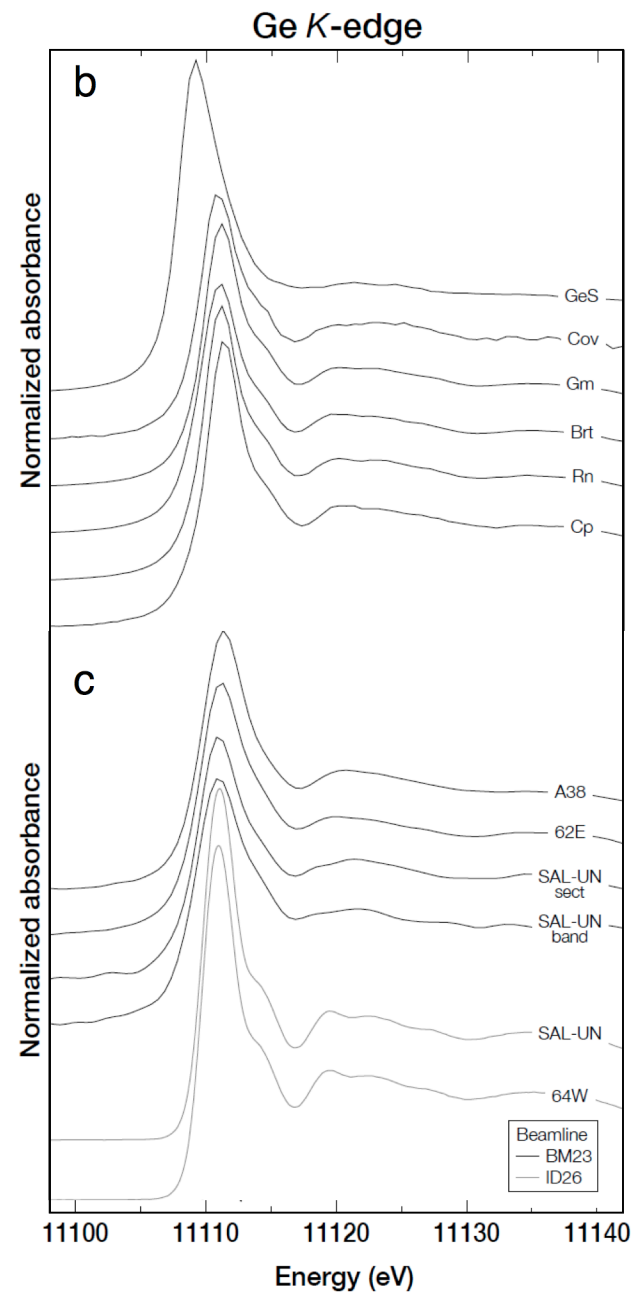 Ge K-edge
b
Normalized absorbance
GeS
Cov
Gm
Brt
Rn
Cp
c
Normalized absorbance
A38
62E
SAL-UN
sect
SAL-UN
band
SAL-UN
64W
Beamline
BM23
ID26
11100 11110 11120 11130 11140
Energy (eV)